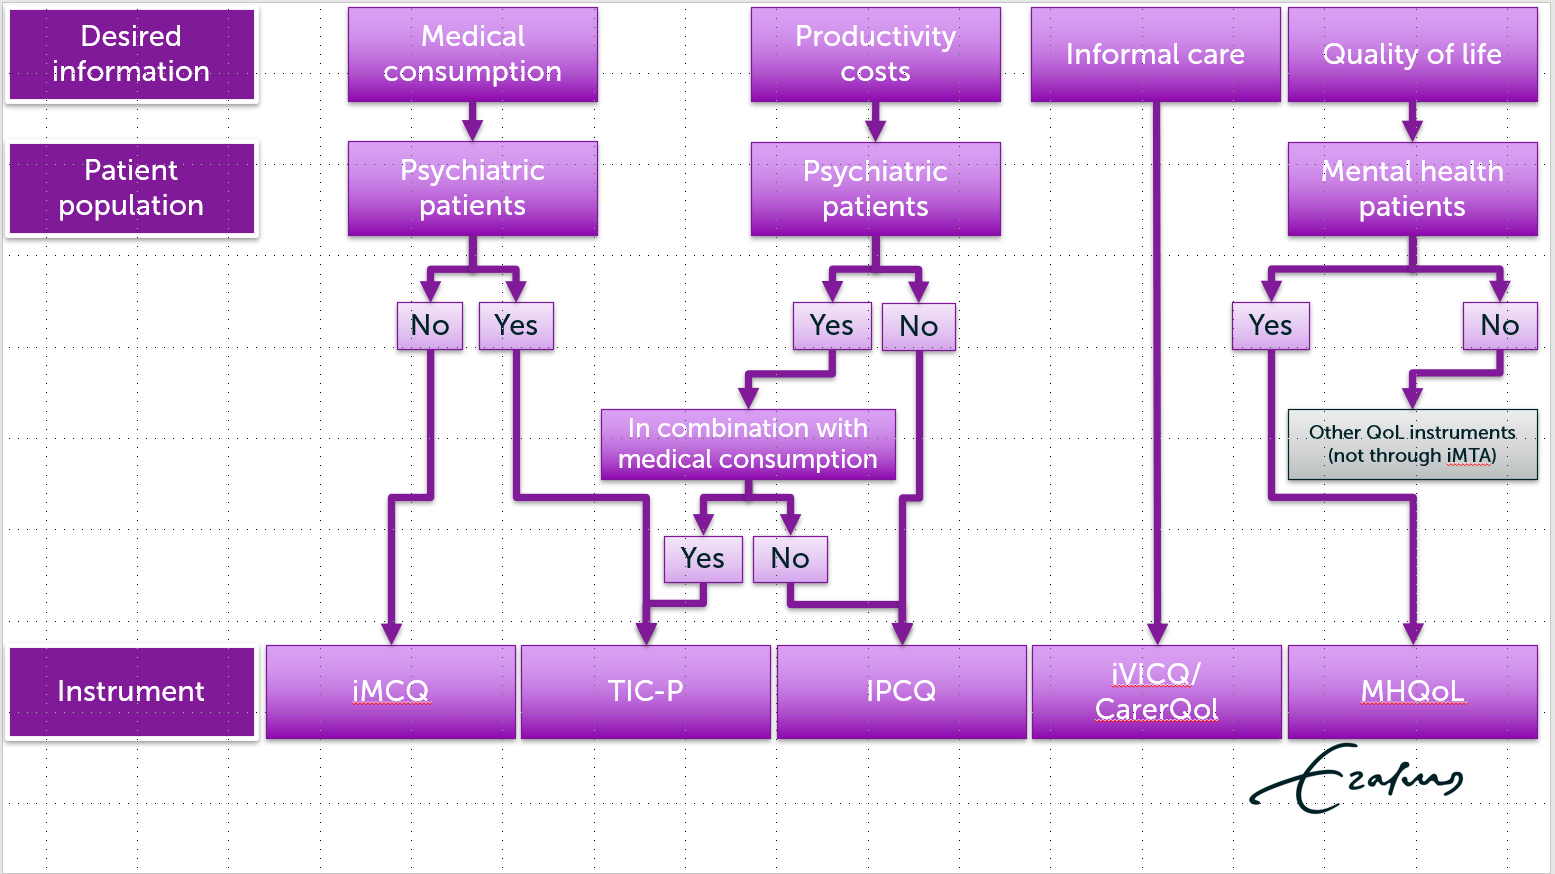 Desired
information
Medical
consumption
Productivity
costs
Informal care
Quality of life
Patient
population
Psychiatric
patients
Psychiatric
patients
Mental health
patients
No
Yes
Yes
No
Yes
No
In combination with
medical consumption
Other QoL instruments
(not through iMTA)
Yes
No
Instrument
iMCQ
TIC-P
IPCQ
iVICQ/
CarerQol
MHQoL
Erasmus